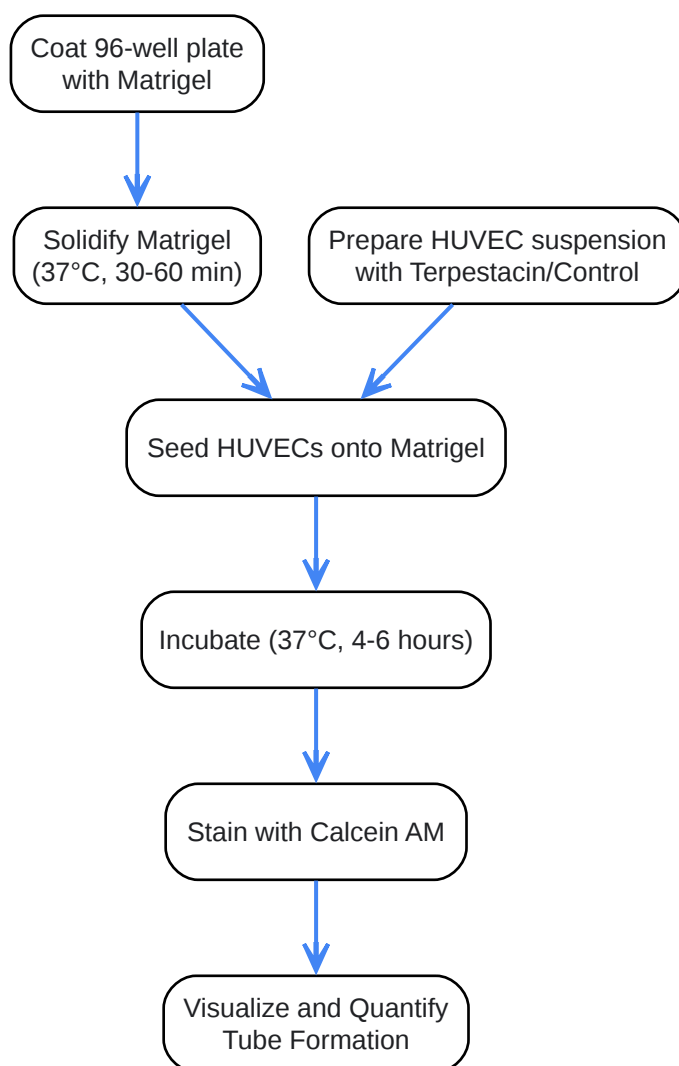 Coat 96-well plate
with Matrigel
Solidify Matrigel
(37°C, 30-60 min)
Prepare HUVEC suspension
with Terpestacin/Control
Seed HUVECs onto Matrigel
Incubate (37°C, 4-6 hours)
Stain with Calcein AM
Visualize and Quantify
Tube Formation